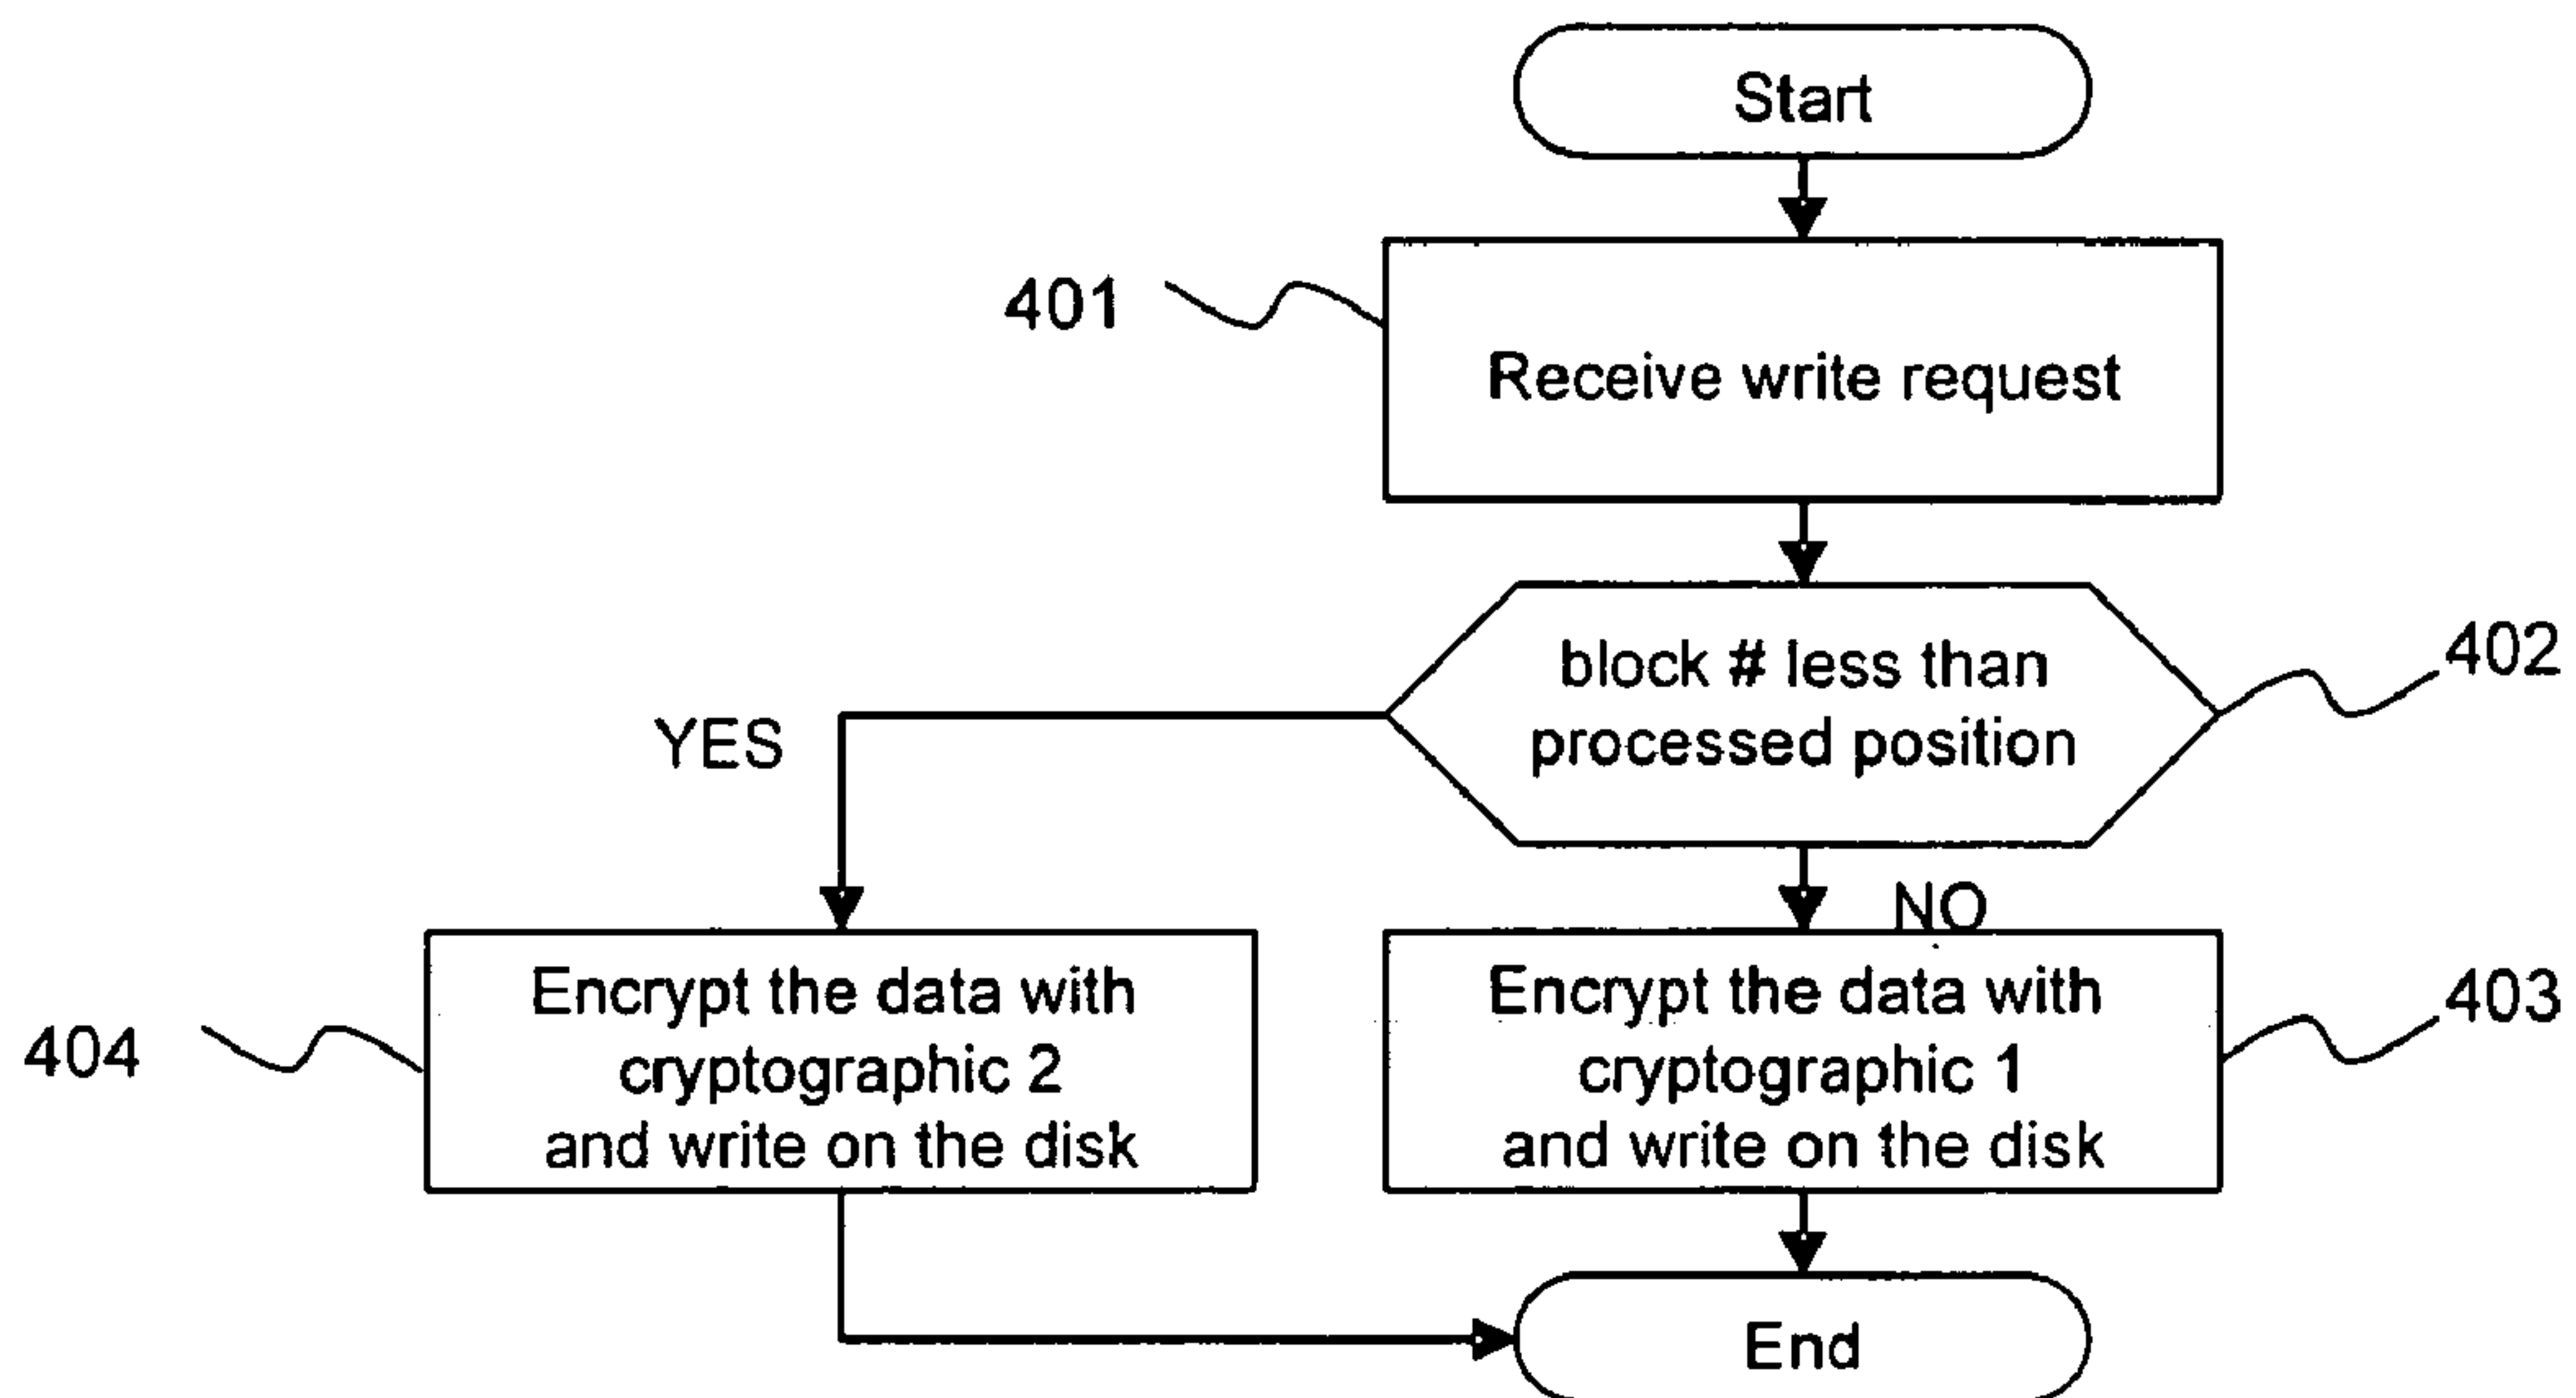 Start
401
Receive write request
block # less than
processed position
402
YES
NO
404
Encrypt the data with
cryptographic 2
and write on the disk
Encrypt the data with
cryptographic 1
and write on the disk
403
End